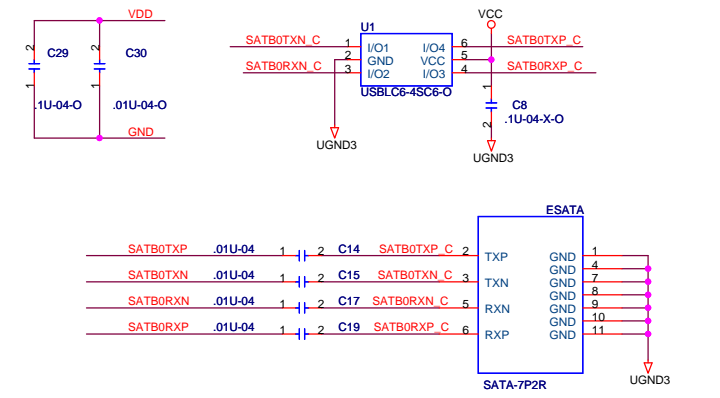 VDD
2
C29
1
.1U-04-O
2
C30
1
.01U-04-O
GND
U1
SATB0TXN_C
1
I/O1
I/O4
6
SATB0TXP_C
2
GND
VCC
5
SATB0RXN_C
3
I/O2
I/O3
4
SATB0RXP_C
USBLC6-4SC6-O
UGND3
VCC
1
C8
.1U-04-X-O
2
UGND3
ESATA
SATB0TXP .01U-04 1 2 C14 SATB0TXP_C 2 TXP
SATB0TXN .01U-04 1 2 C15 SATB0TXN_C 3 TXN
SATB0RXN .01U-04 1 2 C17 SATB0RXN_C 5 RXN
SATB0RXP .01U-04 1 2 C19 SATB0RXP_C 6 RXP
GND 1
GND 4
GND 7
GND 8
GND 9
GND 10
GND 11
SATA-7P2R
UGND3